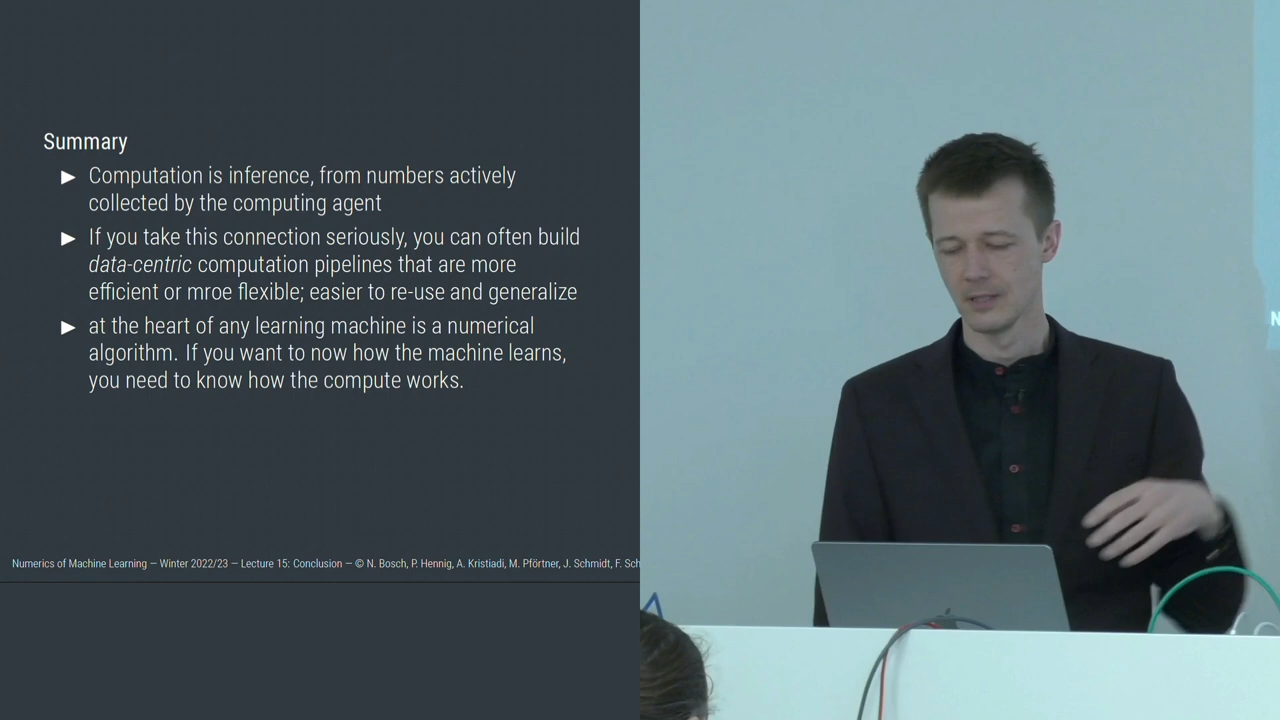 Summary
▶ Computation is inference, from numbers actively
collected by the computing agent
▶ If you take this connection seriously, you can often build
data-centric computation pipelines that are more
efficient or mroe flexible; easier to re-use and generalize
▶ at the heart of any learning machine is a numerical
algorithm. If you want to now how the machine learns,
you need to know how the compute works.
Numerics of Machine Learning — Winter 2022/23 — Lecture 15: Conclusion — © N. Bosch, P. Hennig, A. Kristiadi, M. Pförtner, J. Schmidt, F. Sch
N